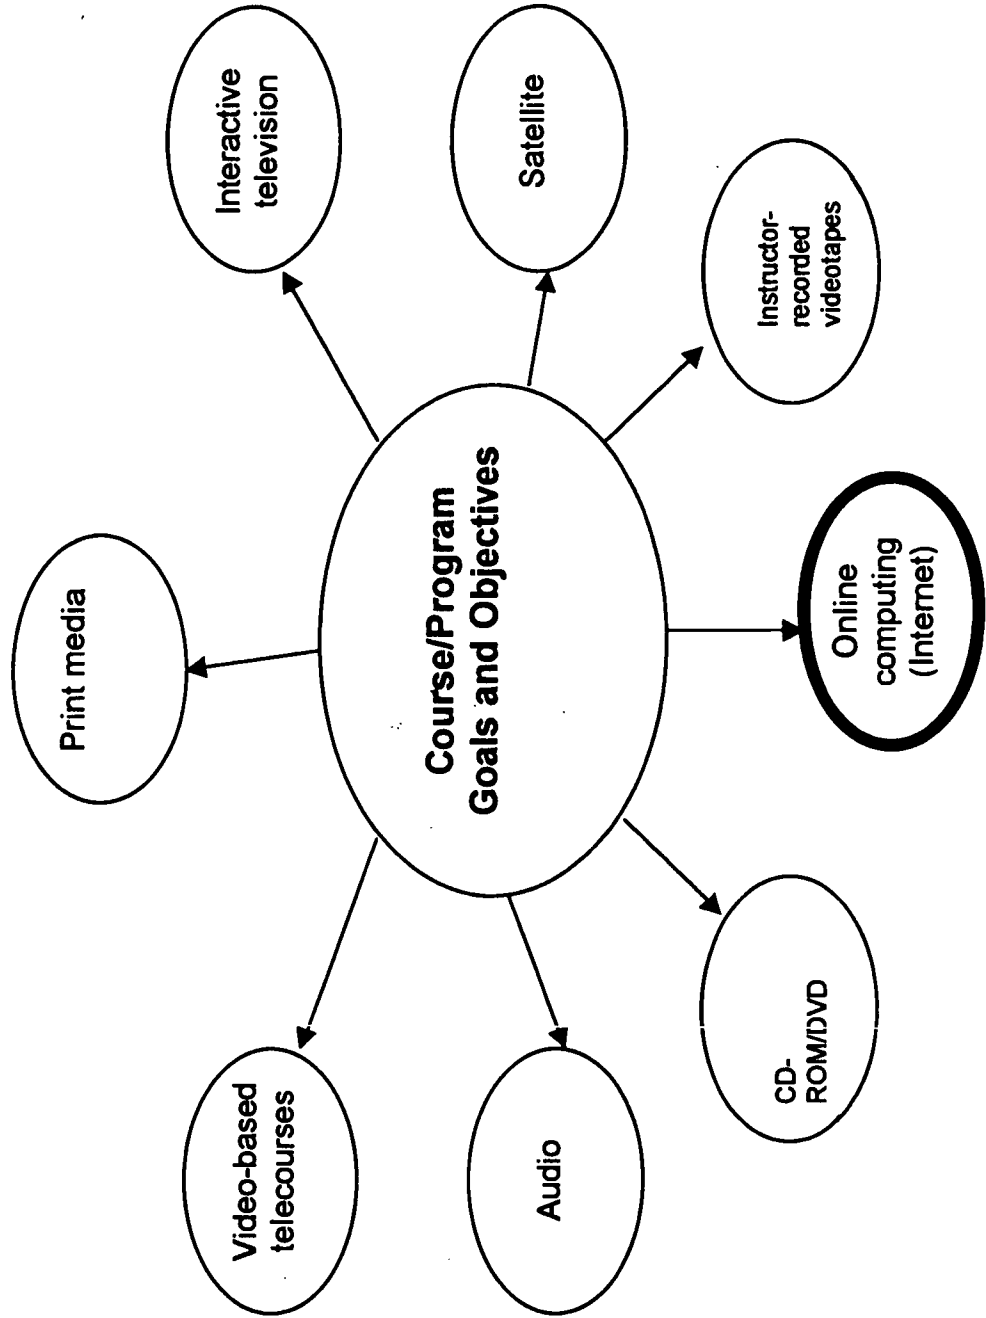 Print media
Interactive
television
Satellite
Instructor-
recorded
videotapes
Online
computing
(Internet)
CD-
ROM/DVD
Audio
Video-based
telecourses
Course/Program
Goals and Objectives